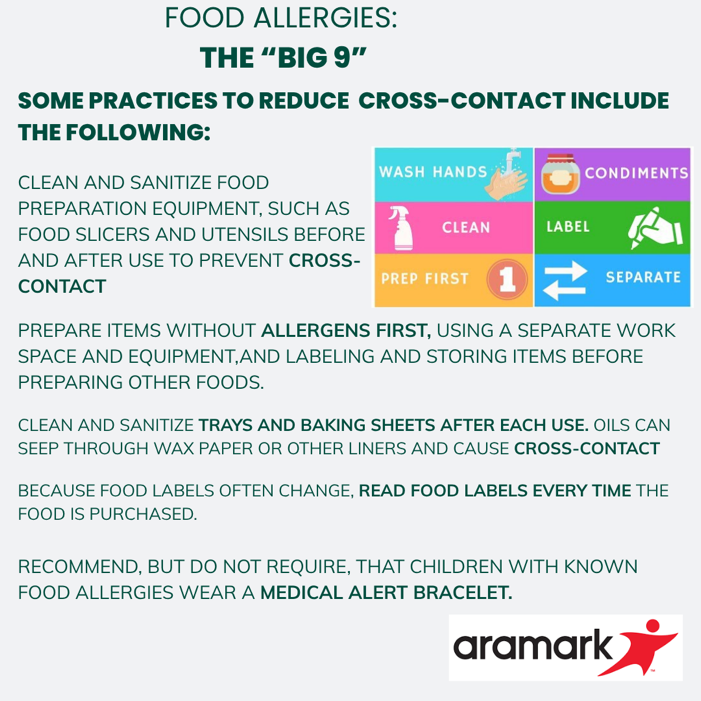 FOOD ALLERGIES:
THE “BIG 9”
SOME PRACTICES TO REDUCE CROSS-CONTACT INCLUDE
THE FOLLOWING:
CLEAN AND SANITIZE FOOD
PREPARATION EQUIPMENT, SUCH AS
FOOD SLICERS AND UTENSILS BEFORE
AND AFTER USE TO PREVENT CROSS-
CONTACT
WASH HANDS
CONDIMENTS
CLEAN
LABEL
PREP FIRST 1
SEPARATE
PREPARE ITEMS WITHOUT ALLERGENS FIRST, USING A SEPARATE WORK
SPACE AND EQUIPMENT,AND LABELING AND STORING ITEMS BEFORE
PREPARING OTHER FOODS.
CLEAN AND SANITIZE TRAYS AND BAKING SHEETS AFTER EACH USE. OILS CAN
SEEP THROUGH WAX PAPER OR OTHER LINERS AND CAUSE CROSS-CONTACT
BECAUSE FOOD LABELS OFTEN CHANGE, READ FOOD LABELS EVERY TIME THE
FOOD IS PURCHASED.
RECOMMEND, BUT DO NOT REQUIRE, THAT CHILDREN WITH KNOWN
FOOD ALLERGIES WEAR A MEDICAL ALERT BRACELET.
aramark